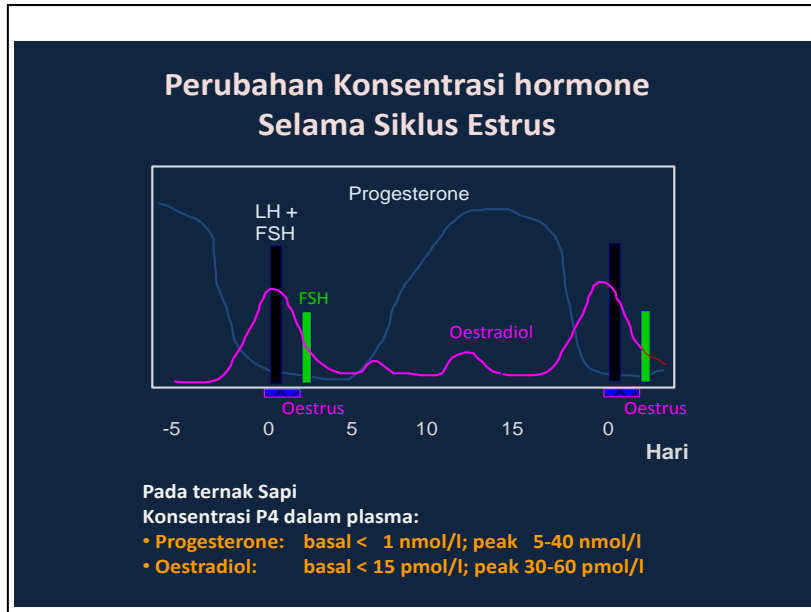 Perubahan Konsentrasi hormone
Selama Siklus Estrus
Progesterone
LH +
FSH
FSH
Oestradiol
Oestrus
Oestrus
-5 0 5 10 15 0
Hari
Pada ternak Sapi
Konsentrasi P4 dalam plasma:
• Progesterone: basal < 1 nmol/l; peak 5-40 nmol/l
• Oestradiol: basal < 15 pmol/l; peak 30-60 pmol/l